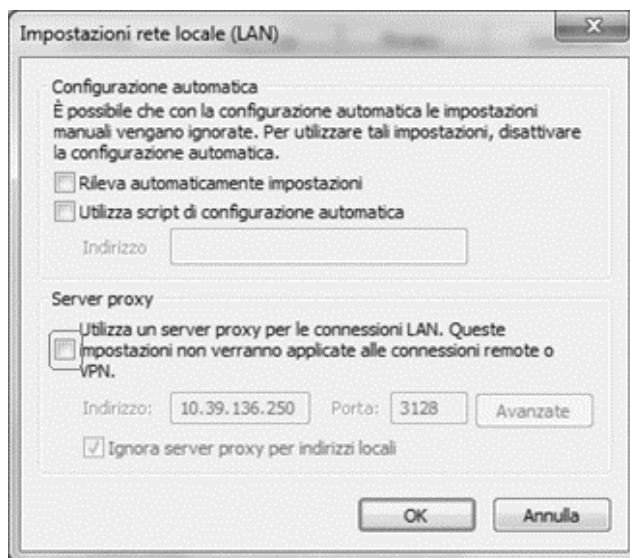 Impostazioni rete locale (LAN)
Configurazione automatica
È possibile che con la configurazione automatica le impostazioni
manuali vengano ignorate. Per utilizzare tali impostazioni, disattivare
la configurazione automatica.
Rileva automaticamente impostazioni
Utilizza script di configurazione automatica
Indirizzo
Server proxy
Utilizza un server proxy per le connessioni LAN. Queste
impostazioni non verranno applicate alle connessioni remote o
VPN.
Indirizzo: 10.39.136.250 Porta: 3128 Avanzate
Ignora server proxy per indirizzi locali
OK Annulla